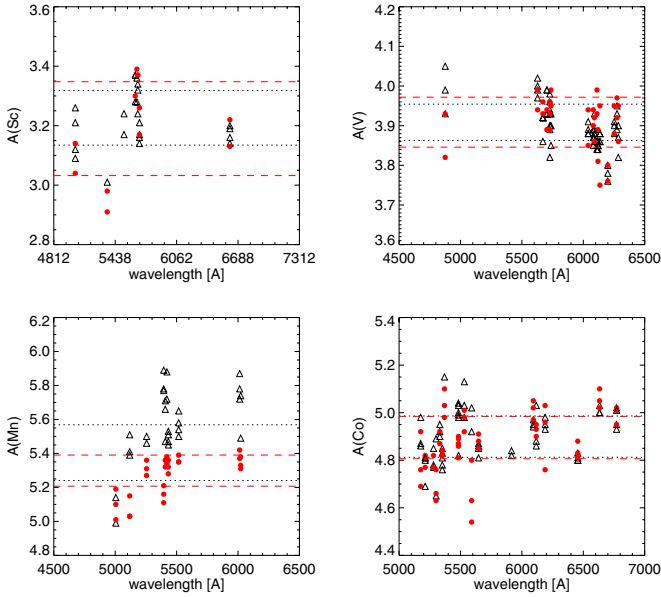 3.6
3.4
3.2
3.0
2.8
A(Sc)
4812 5438 6062 6688 7312
wavelength [A]
4.2
4.1
4.0
3.9
3.8
3.7
3.6
A(V)
4500 5000 5500 6000 6500
wavelength [A]
6.2
6.0
5.8
5.6
5.4
5.2
5.0
4.8
A(Mn)
4500 5000 5500 6000 6500
wavelength [A]
5.4
5.2
5.0
4.8
4.6
4.4
A(Co)
5000 5500 6000 6500 7000
wavelength [A]